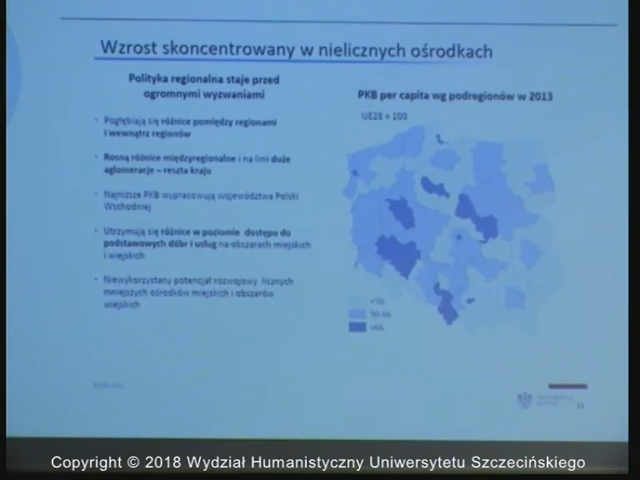 Wzrost skoncentrowany w nielicznych ośrodkach
Polityka regionalna staje przed
ogromnymi wyzwaniami
Pogłębiają się różnice pomiędzy regionami
i wewnątrz regionów
Rosną różnice międzyregionalne i na linii duże
aglomeracje – reszta kraju
Najniższe PKB wypracowują województwa Polski
Wschodniej
Utrzymują się różnice w poziomie dostępu do
podstawowych dóbr i usług na obszarach miejskich
i wiejskich
Niewykorzystany potencjał rozwojowy licznych
mniejszych ośrodków miejskich i obszarów
wiejskich
PKB per capita wg podregionów w 2013
UE28 = 100
Copyright © 2018 Wydział Humanistyczny Uniwersytetu Szczecińskiego